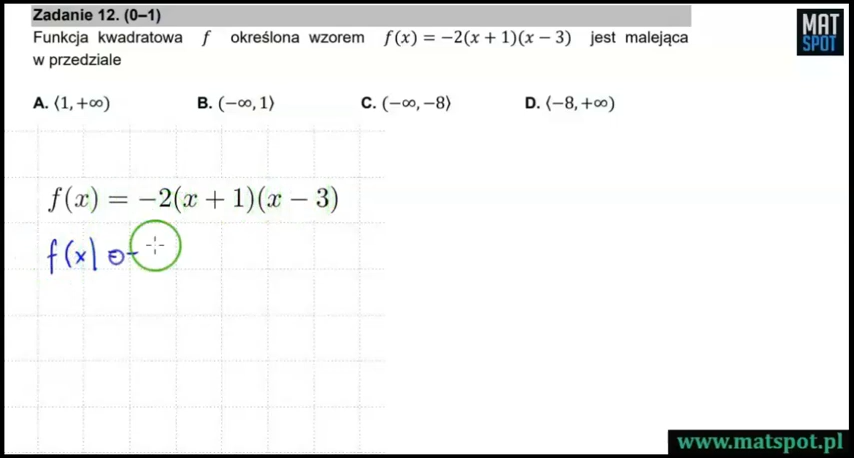 Zadanie 12. (0–1)
MAT
SPOT
Funkcja kwadratowa f określona wzorem f(x) = −2(x + 1)(x − 3) jest malejąca
w przedziale
A. ⟨1, +∞) B. (−∞, 1⟩ C. (−∞, −8⟩ D. ⟨−8, +∞)
f(x) = −2(x + 1)(x − 3)
f(x) = -
www.matspot.pl